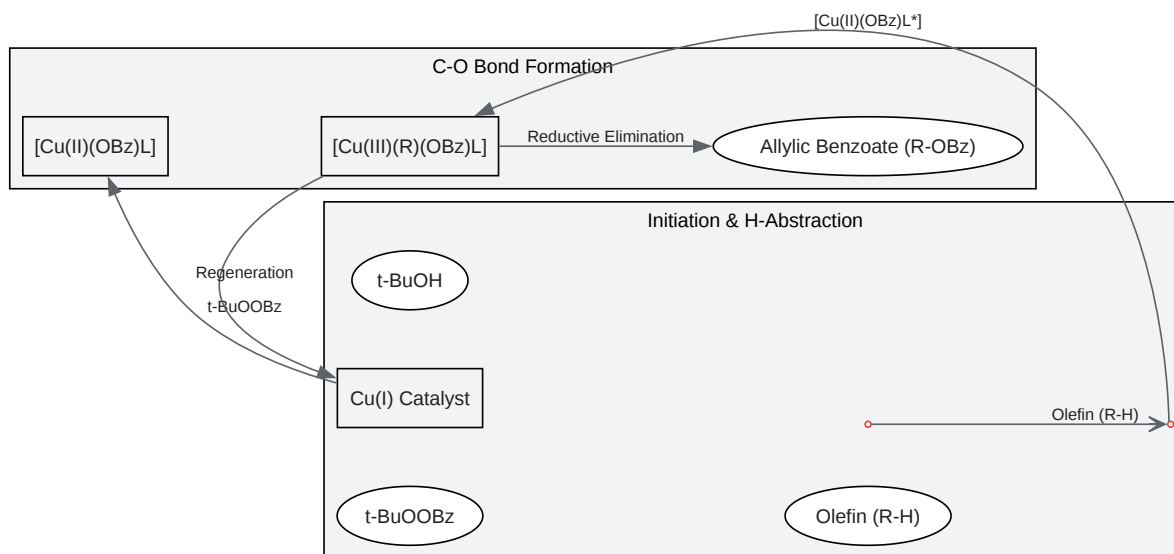 [Cu(II)(OBz)L*]
C-O Bond Formation
[Cu(II)(OBz)L]
[Cu(III)(R)(OBz)L]
Reductive Elimination
Allylic Benzoate (R-OBz)
Initiation & H-Abstraction
Regeneration
t-BuOOBz
t-BuOH
Cu(I) Catalyst
Olefin (R-H)
t-BuOOBz
Olefin (R-H)